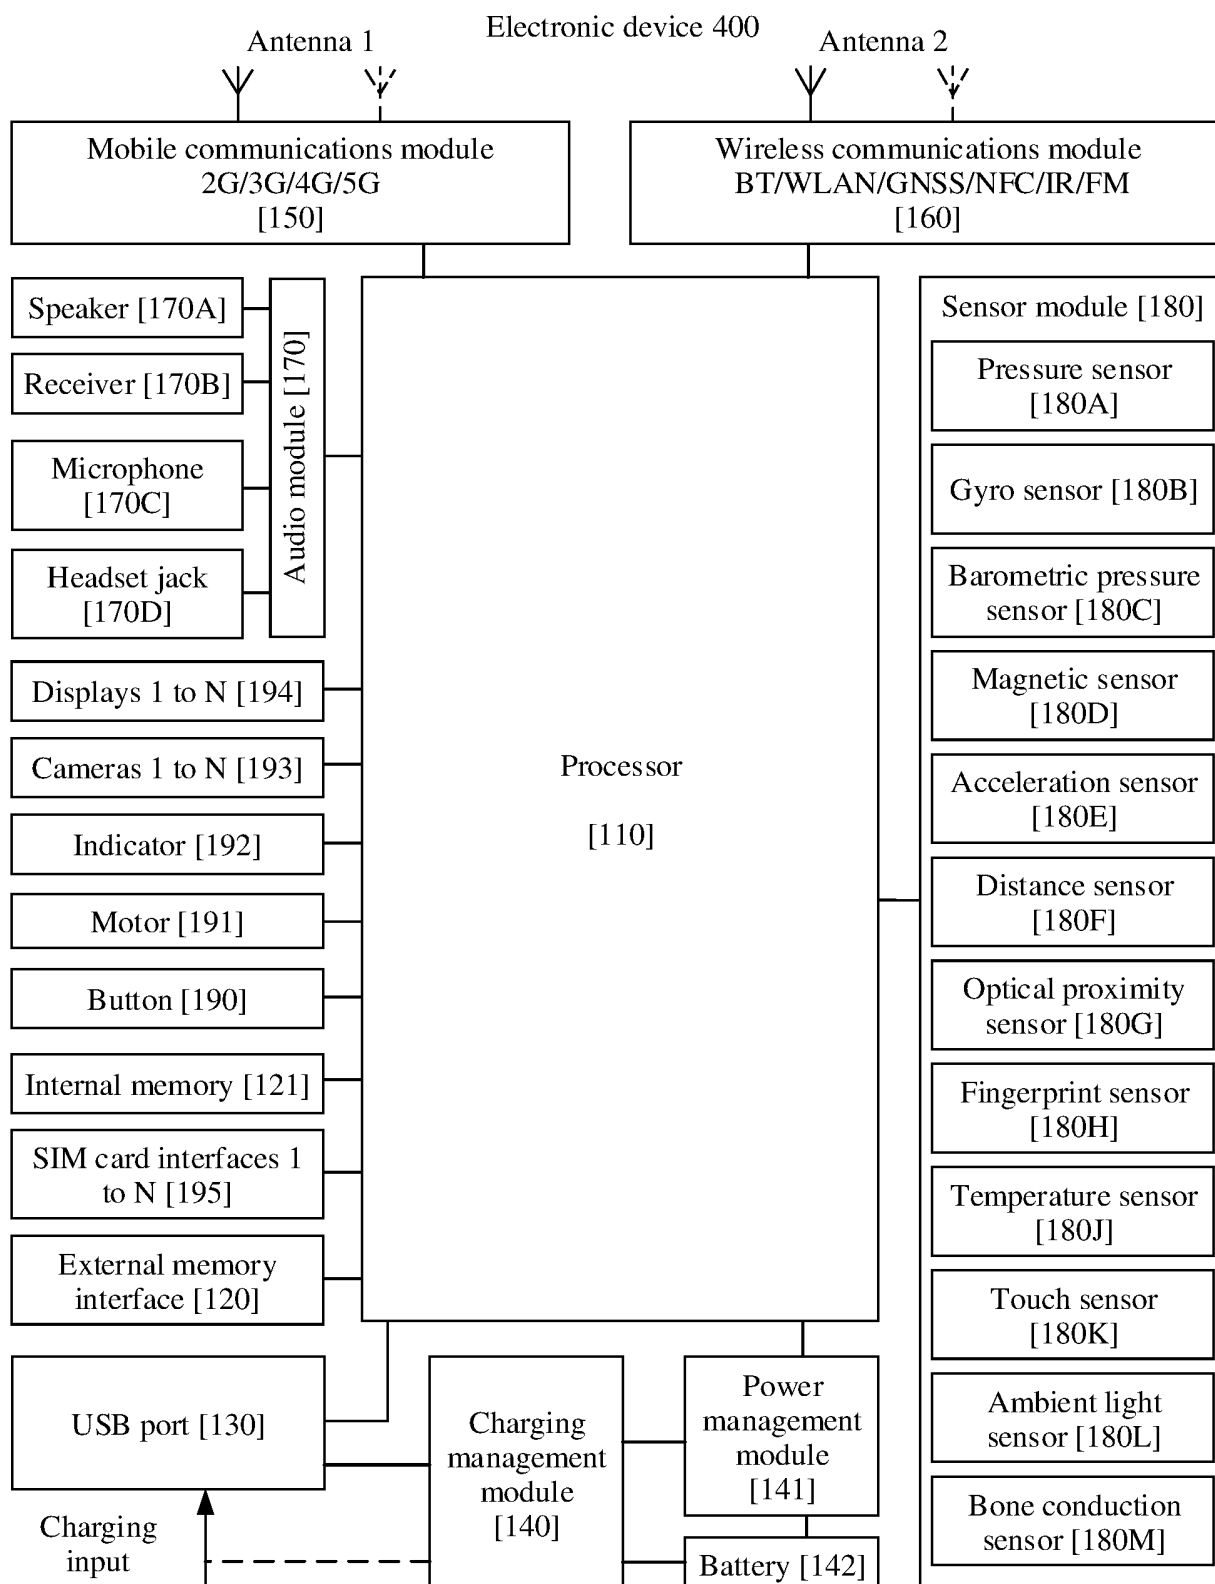 Electronic device 400
Antenna 1
Antenna 2
Mobile communications module
2G/3G/4G/5G
[150]
Wireless communications module
BT/WLAN/GNSS/NFC/IR/FM
[160]
Speaker [170A]
Receiver [170B]
Microphone
[170C]
Headset jack
[170D]
Audio module [170]
Displays 1 to N [194]
Cameras 1 to N [193]
Indicator [192]
Motor [191]
Button [190]
Internal memory [121]
SIM card interfaces 1
to N [195]
External memory
interface [120]
Processor
[110]
Sensor module [180]
Pressure sensor
[180A]
Gyro sensor [180B]
Barometric pressure
sensor [180C]
Magnetic sensor
[180D]
Acceleration sensor
[180E]
Distance sensor
[180F]
Optical proximity
sensor [180G]
Fingerprint sensor
[180H]
Temperature sensor
[180J]
Touch sensor
[180K]
Ambient light
sensor [180L]
Bone conduction
sensor [180M]
USB port [130]
Charging
management
module
[140]
Power
management
module
[141]
Battery [142]
Charging
input